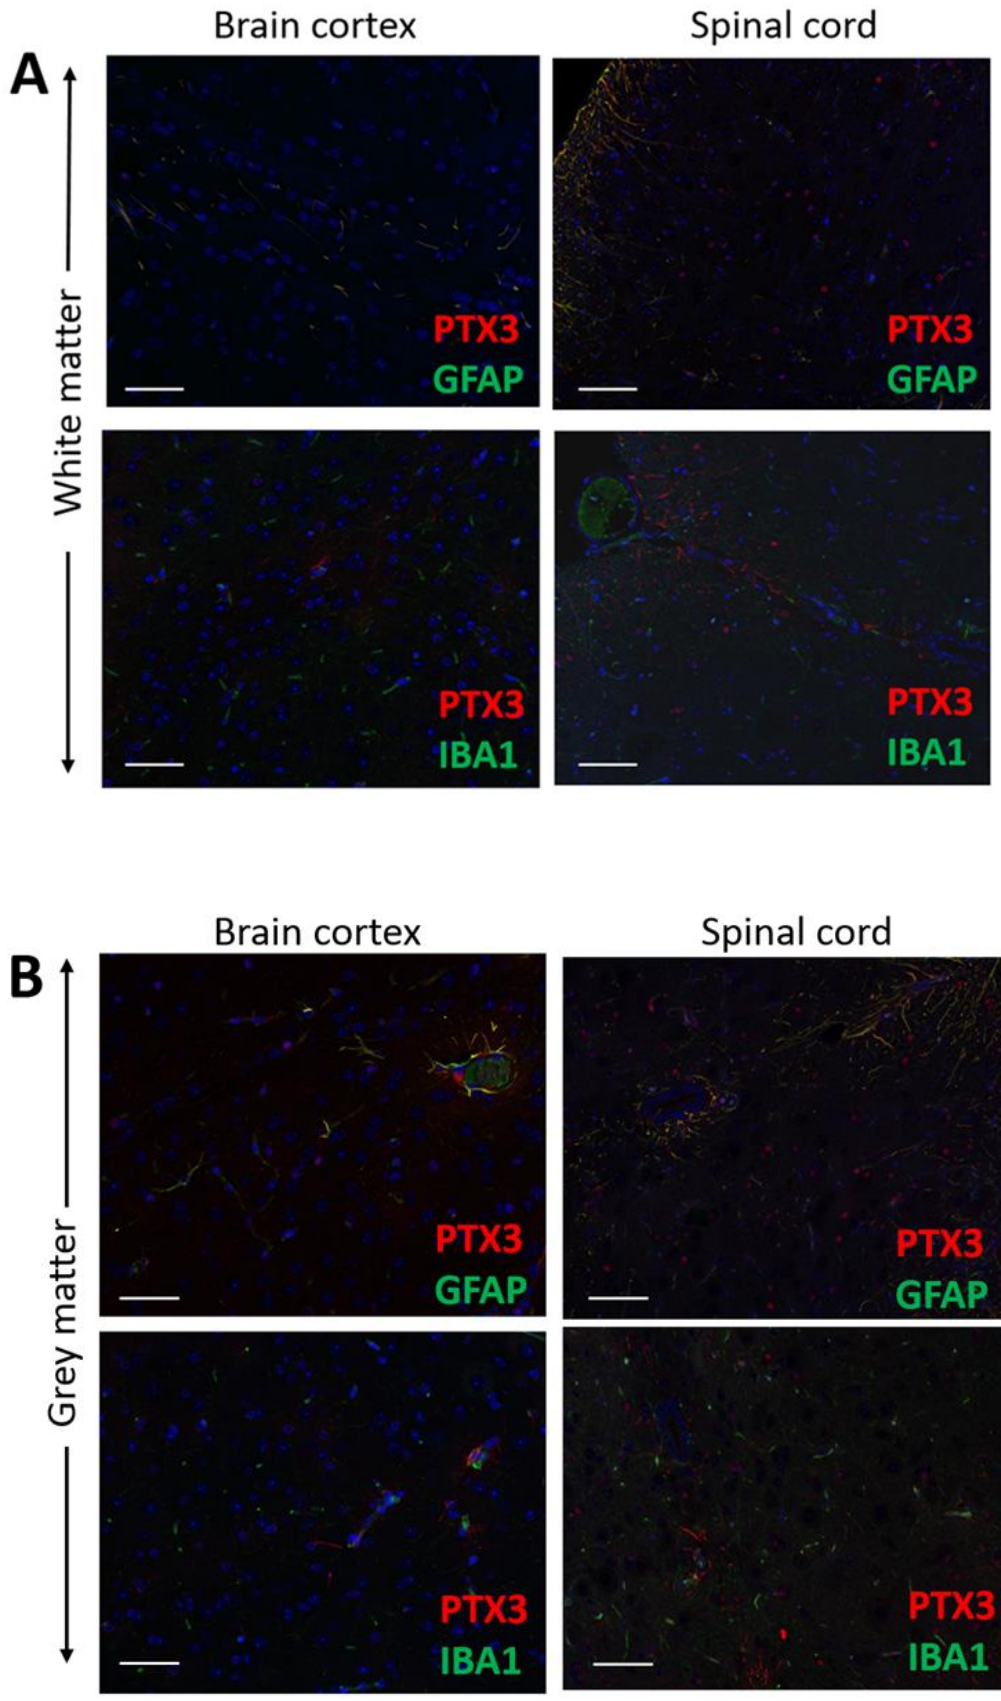 Brain cortex
Spinal cord
A
White matter
PTX3
GFAP
PTX3
GFAP
PTX3
IBA1
PTX3
IBA1
Brain cortex
Spinal cord
B
Grey matter
PTX3
GFAP
PTX3
GFAP
PTX3
IBA1
PTX3
IBA1